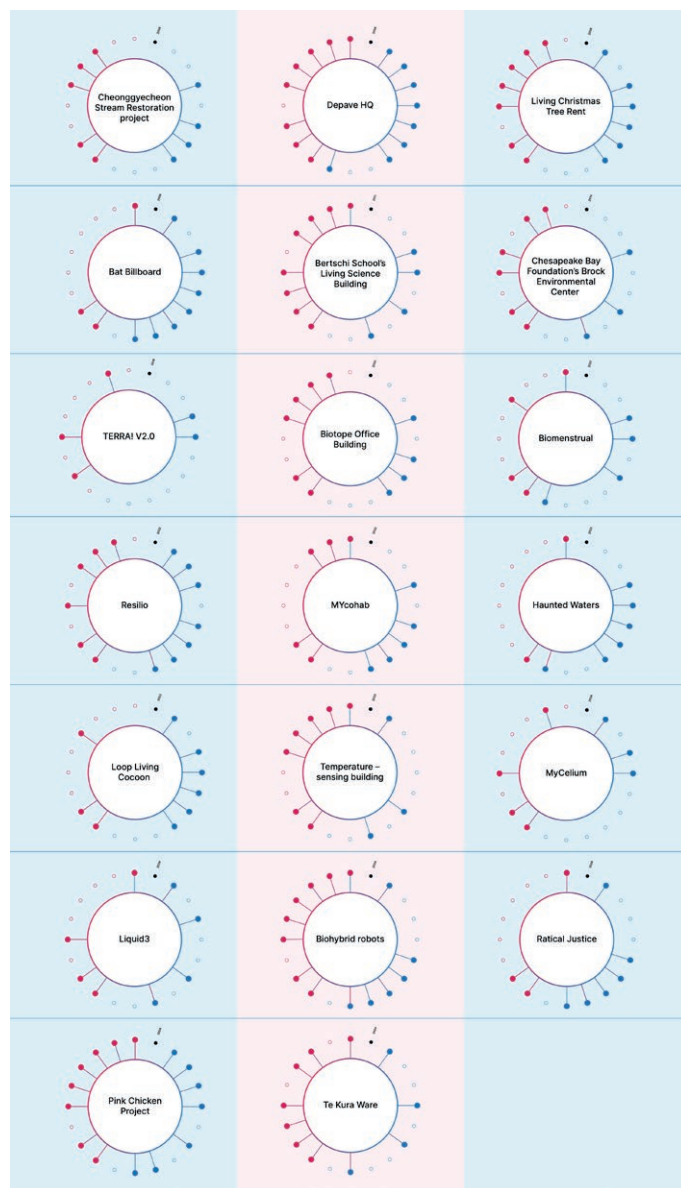 Cheonggyecheon
Stream Restoration
project
Depave HQ
Living Christmas
Tree Rent
Bat Billboard
Bertschi School's
Living Science
Building
Chesapeake Bay
Foundation's Brock
Environmental
Center
TERRA! V2.0
Biotope Office
Building
Biomenstrual
Resilio
MYcohab
Haunted Waters
Loop Living
Cocoon
Temperature –
sensing building
MyCelium
Liquid3
Biohybrid robots
Ratical Justice
Pink Chicken
Project
Te Kura Ware